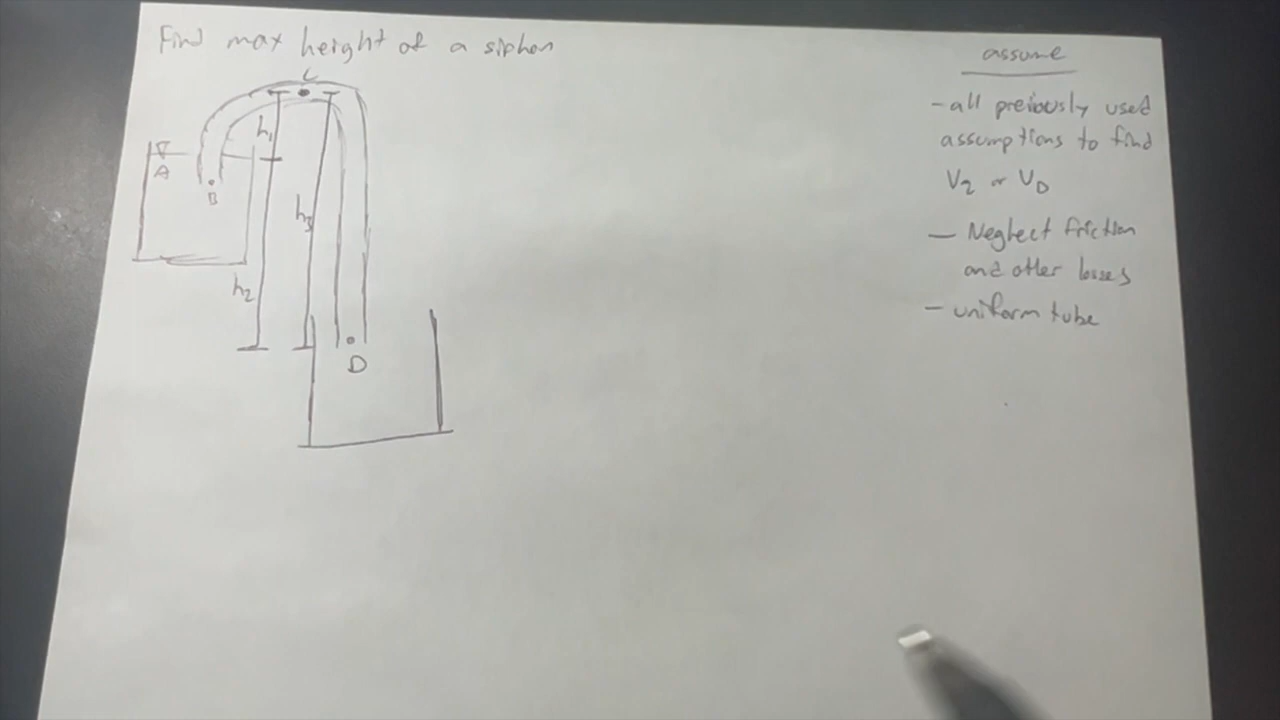 Find max height of a siphon
C
h1
A
B
h3
h2
D
assume
- all previously used
assumptions to find
V2 or VD
- Neglect friction
and other losses
- uniform tube